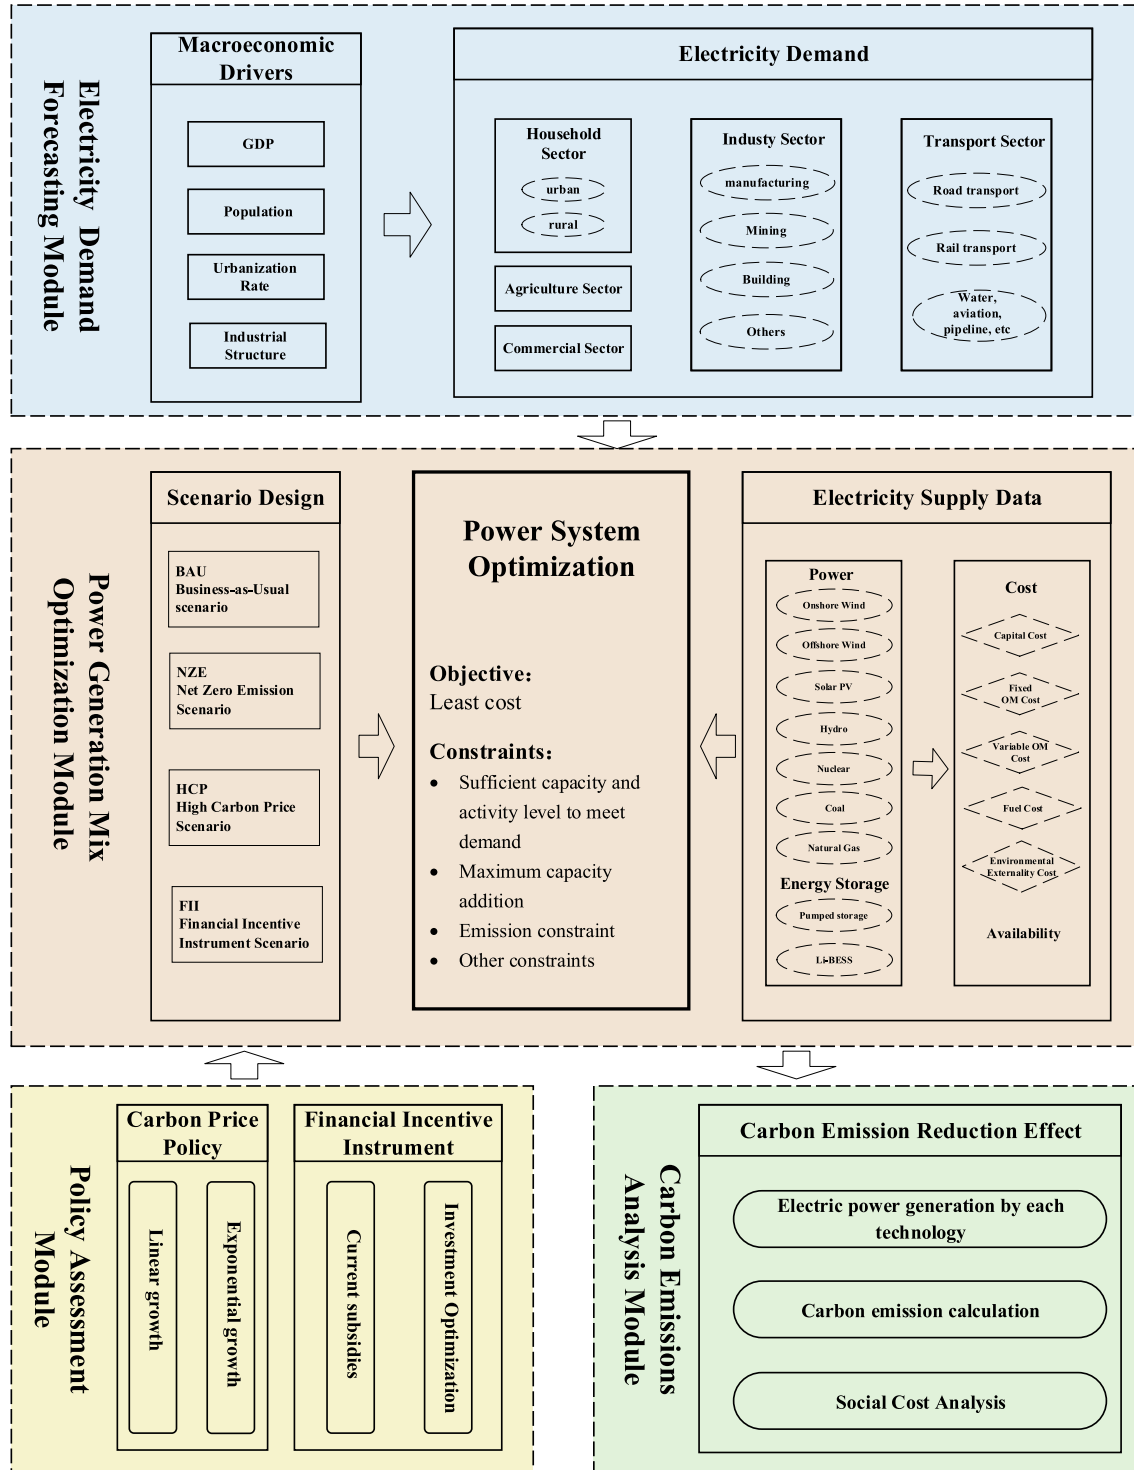 Electricity Demand
Forecasting Module
Macroeconomic
Drivers
GDP
Population
Urbanization
Rate
Industrial
Structure
Electricity Demand
Household
Sector
urban
rural
Agriculture Sector
Commercial Sector
Industy Sector
manufacturing
Mining
Building
Others
Transport Sector
Road transport
Rail transport
Water,
aviation,
pipeline, etc
Power Generation Mix
Optimization Module
Scenario Design
BAU
Business-as-Usual
scenario
NZE
Net Zero Emission
Scenario
HCP
High Carbon Price
Scenario
FII
Financial Incentive
Instrument Scenario
Power System
Optimization
Objective：
Least cost
Constraints：
• Sufficient capacity and
activity level to meet
demand
• Maximum capacity
addition
• Emission constraint
• Other constraints
Electricity Supply Data
Power
Onshore Wind
Offshore Wind
Solar PV
Hydro
Nuclear
Coal
Natural Gas
Energy Storage
Pumped storage
Li-BESS
Cost
Capital Cost
Fixed
OM Cost
Variable OM
Cost
Fuel Cost
Environmental
Externality Cost
Availability
Policy Assessment
Module
Carbon Price
Policy
Linear growth
Exponential growth
Financial Incentive
Instrument
Current subsidies
Investment Optimization
Carbon Emissions
Analysis Module
Carbon Emission Reduction Effect
Electric power generation by each
technology
Carbon emission calculation
Social Cost Analysis